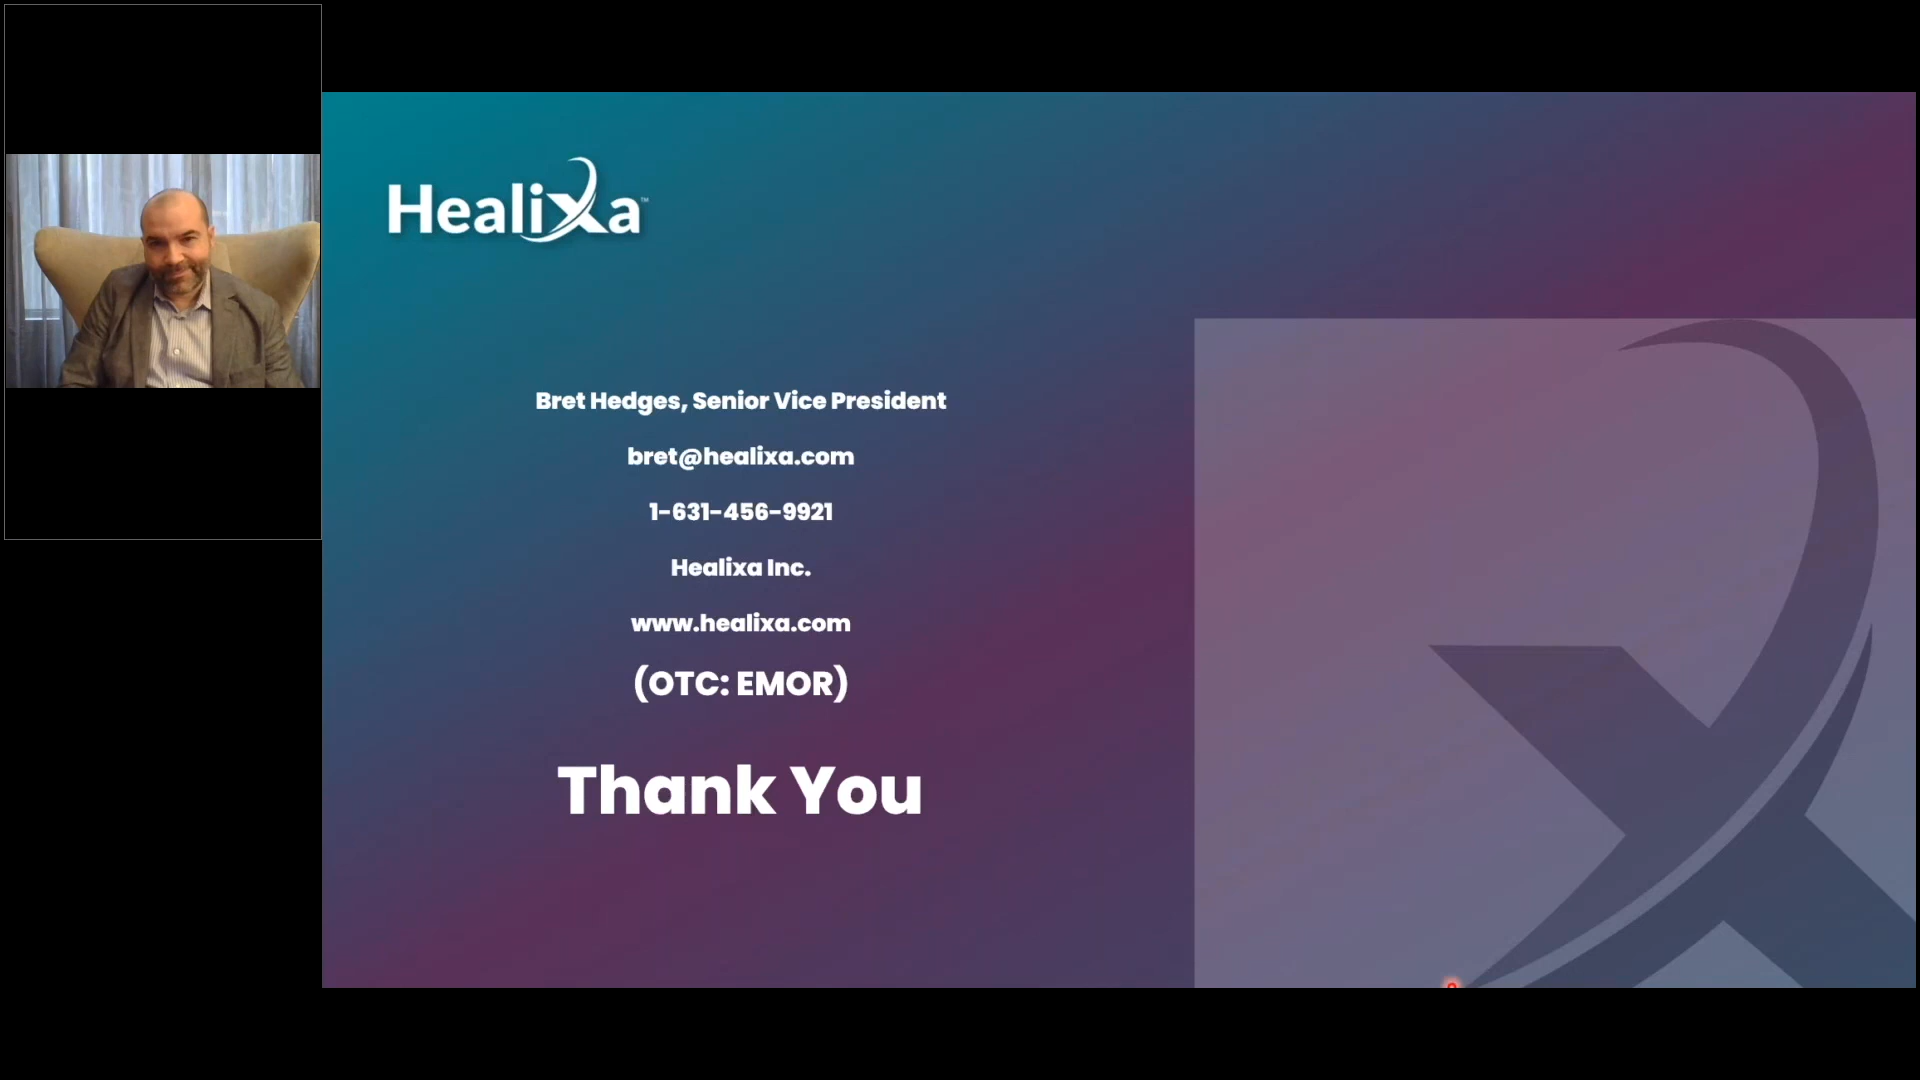 Healixa™
Bret Hedges, Senior Vice President
bret@healixa.com
1-631-456-9921
Healixa Inc.
www.healixa.com
(OTC: EMOR)
Thank You